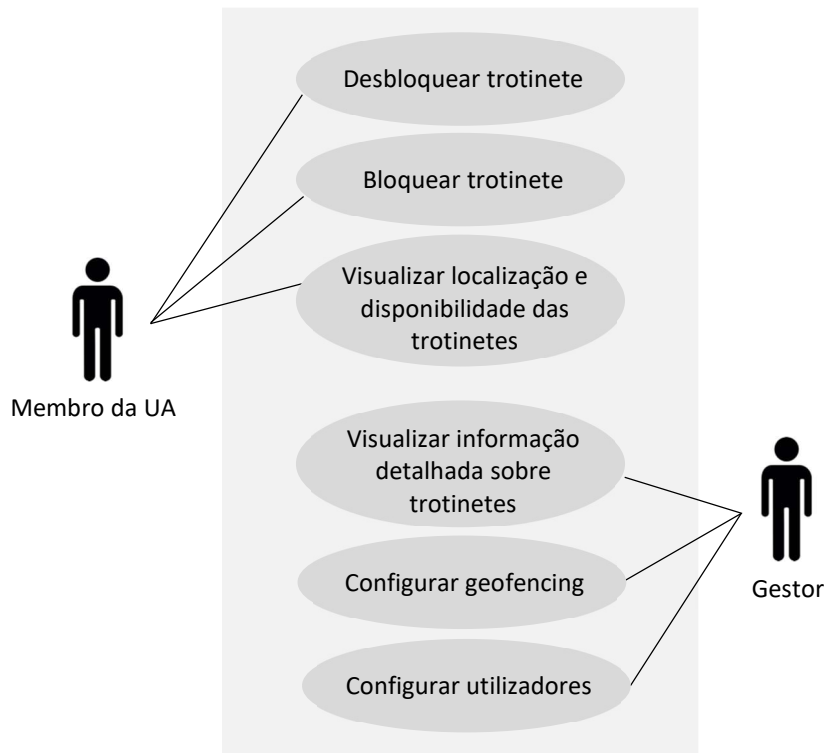 Desbloquear trotinete
Bloquear trotinete
Visualizar localização e
disponibilidade das
trotinetes
Membro da UA
Visualizar informação
detalhada sobre
trotinetes
Configurar geofencing
Gestor
Configurar utilizadores